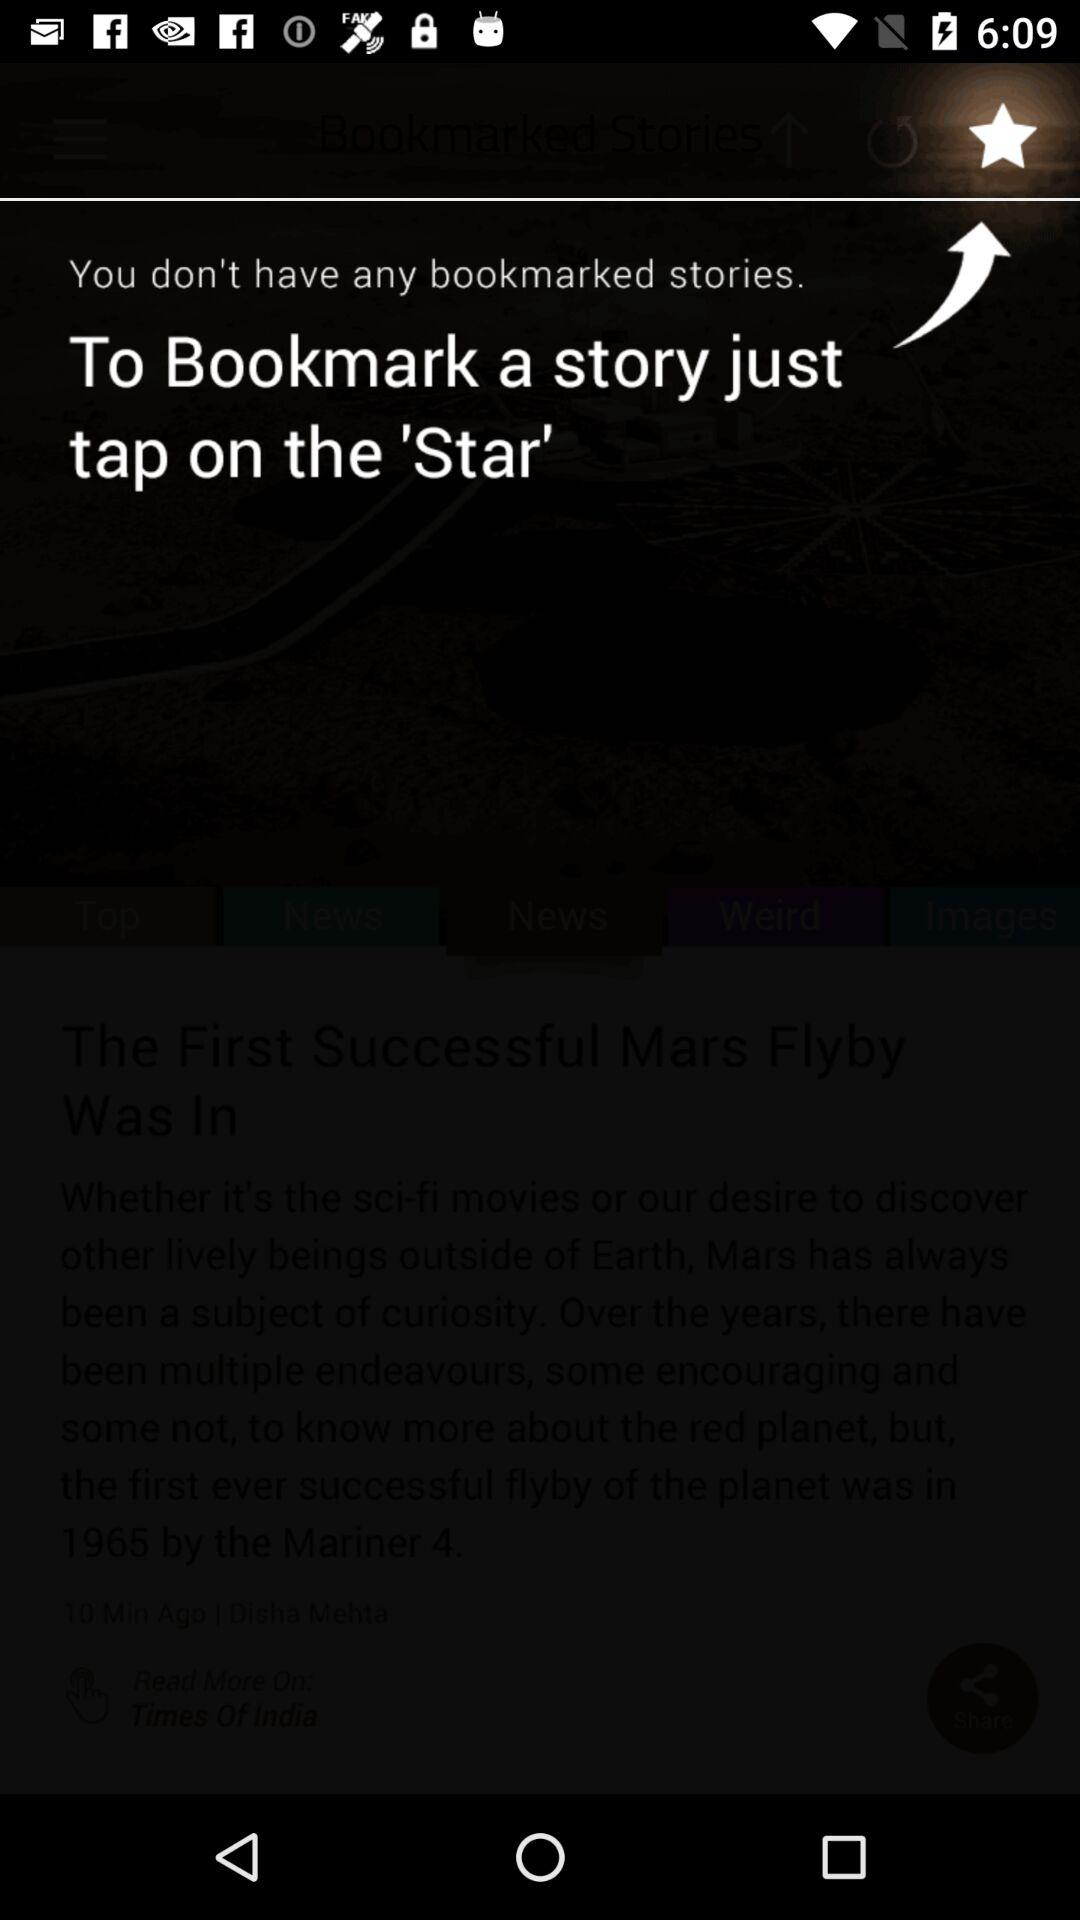 FAKE
6:09
Bookmarked Stories
You don't have any bookmarked stories.
To Bookmark a story just
tap on the 'Star'
Top News News Weird Images
The First Successful Mars Flyby
Was In
Whether it's the sci-fi movies or our desire to discover
other lively beings outside of Earth, Mars has always
been a subject of curiosity. Over the years, there have
been multiple endeavours, some encouraging and
some not, to know more about the red planet, but,
the first ever successful flyby of the planet was in
1965 by the Mariner 4.
10 Min Ago | Disha Mehta
Read More On:
Times Of India
Share